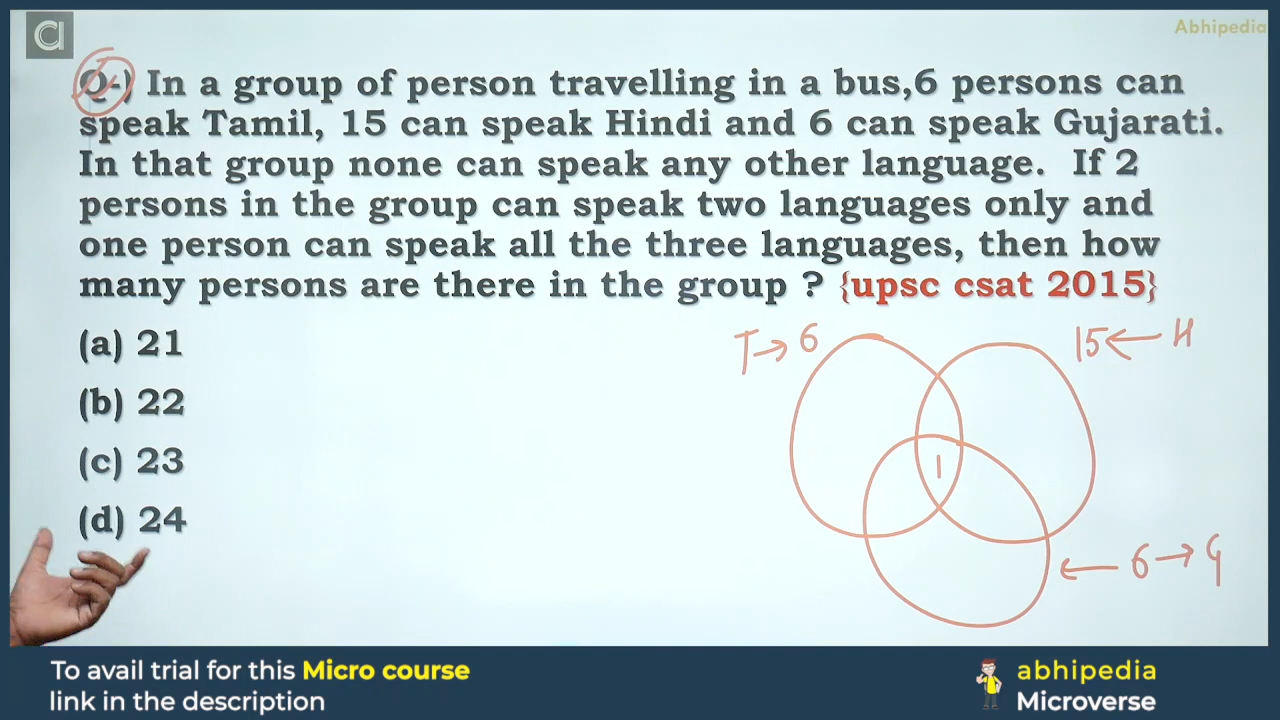 Abhipedia
Q-) In a group of person travelling in a bus,6 persons can
speak Tamil, 15 can speak Hindi and 6 can speak Gujarati.
In that group none can speak any other language. If 2
persons in the group can speak two languages only and
one person can speak all the three languages, then how
many persons are there in the group ? {upsc csat 2015}
(a) 21
(b) 22
(c) 23
(d) 24
T→ 6
15← H
1
← 6 → G
To avail trial for this Micro course
link in the description
abhipedia
Microverse